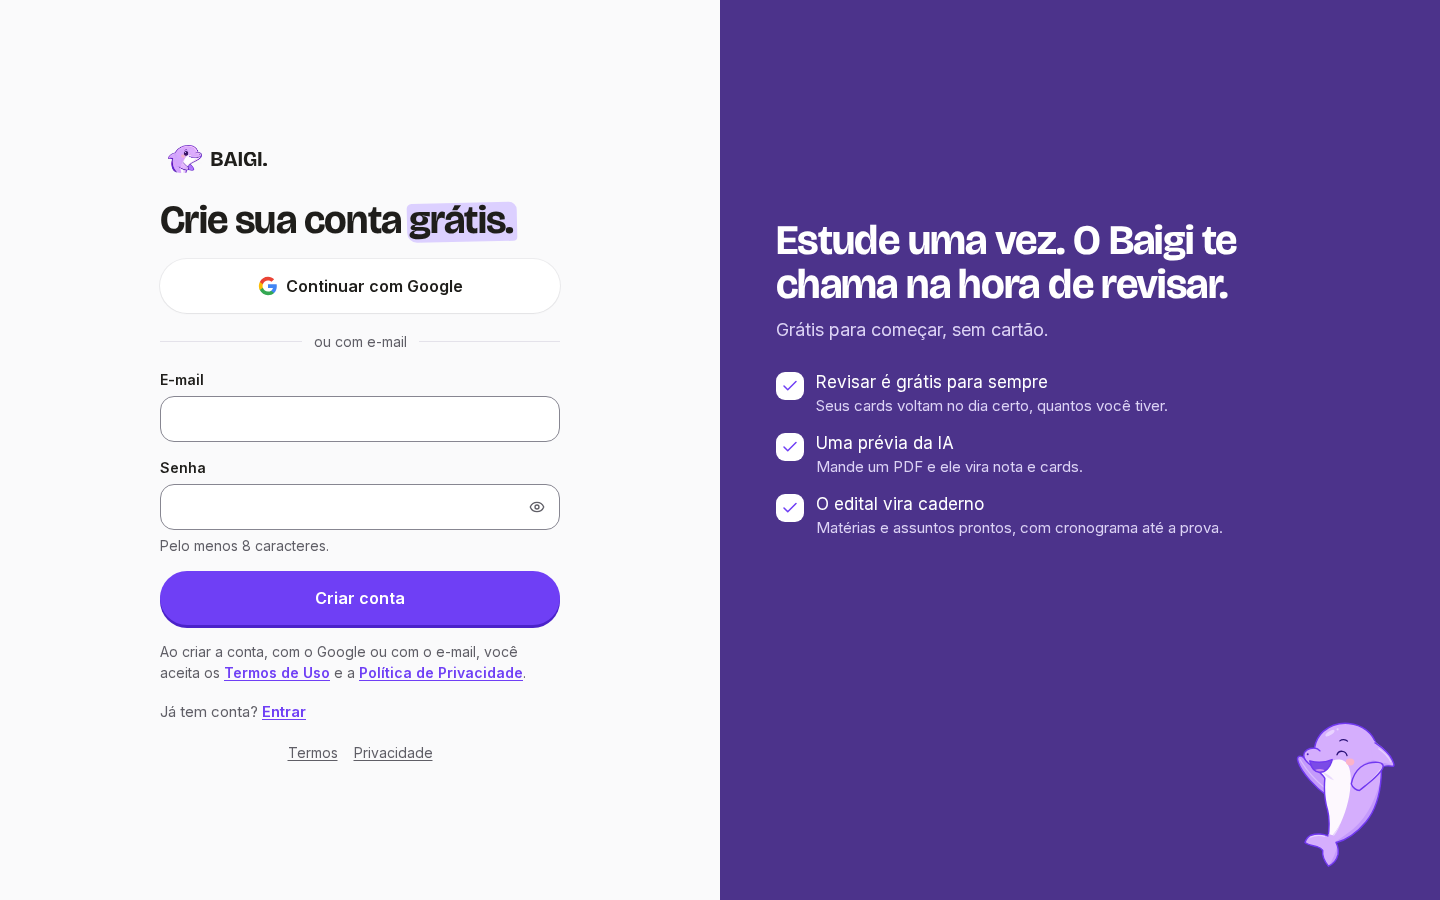 BAIGI.
Crie sua conta grátis.
Continuar com Google
ou com e-mail
E-mail
Senha
Pelo menos 8 caracteres.
Criar conta
Ao criar a conta, com o Google ou com o e-mail, você
aceita os Termos de Uso e a Política de Privacidade.
Já tem conta? Entrar
Termos Privacidade
Estude uma vez. O Baigi te
chama na hora de revisar.
Grátis para começar, sem cartão.
Revisar é grátis para sempre
Seus cards voltam no dia certo, quantos você tiver.
Uma prévia da IA
Mande um PDF e ele vira nota e cards.
O edital vira caderno
Matérias e assuntos prontos, com cronograma até a prova.